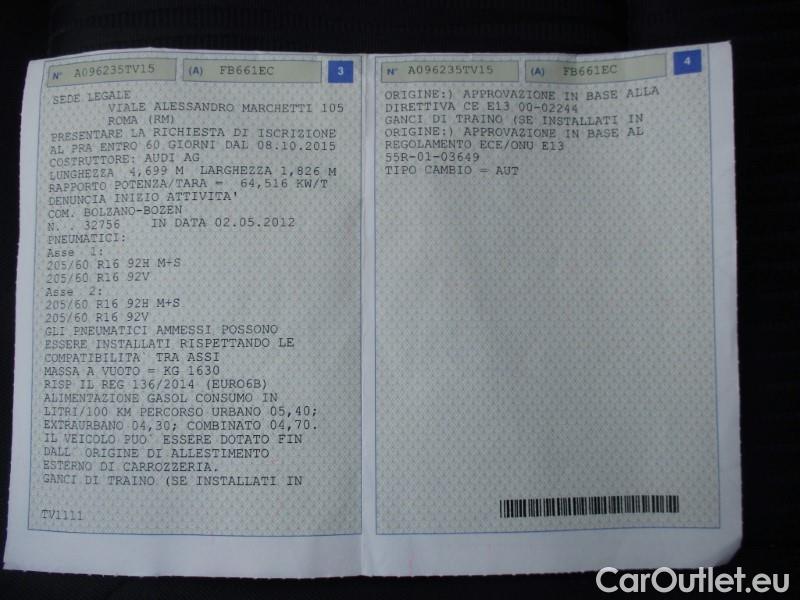 N° A096235TV15 (A) FB661EC 3
SEDE LEGALE
VIALE ALESSANDRO MARCHETTI 105
ROMA (RM)
PRESENTARE LA RICHIESTA DI ISCRIZIONE
AL PRA ENTRO 60 GIORNI DAL 08.10.2015
COSTRUTTORE: AUDI AG
LUNGHEZZA 4,699 M LARGHEZZA 1,826 M
RAPPORTO POTENZA/TARA = 64,516 KW/T
DENUNCIA INIZIO ATTIVITA'
COM. BOLZANO-BOZEN
N. . 32756 IN DATA 02.05.2012
PNEUMATICI:
Asse 1:
205/60 R16 92H M+S
205/60 R16 92V
Asse 2:
205/60 R16 92H M+S
205/60 R16 92V
GLI PNEUMATICI AMMESSI POSSONO
ESSERE INSTALLATI RISPETTANDO LE
COMPATIBILITA` TRA ASSI
MASSA A VUOTO = KG 1630
RISP IL REG 136/2014 (EURO6B)
ALIMENTAZIONE GASOL CONSUMO IN
LITRI/100 KM PERCORSO URBANO 05,40;
EXTRAURBANO 04,30; COMBINATO 04,70.
IL VEICOLO PUO` ESSERE DOTATO FIN
DALL`ORIGINE DI ALLESTIMENTO
ESTERNO DI CARROZZERIA.
GANCI DI TRAINO (SE INSTALLATI IN
TV1111
N° A096235TV15 (A) FB661EC 4
ORIGINE:) APPROVAZIONE IN BASE ALLA
DIRETTIVA CE E13 00-02244
GANCI DI TRAINO (SE INSTALLATI IN
ORIGINE:) APPROVAZIONE IN BASE AL
REGOLAMENTO ECE/ONU E13
55R-01-03649
TIPO CAMBIO = AUT
CarOutlet.eu